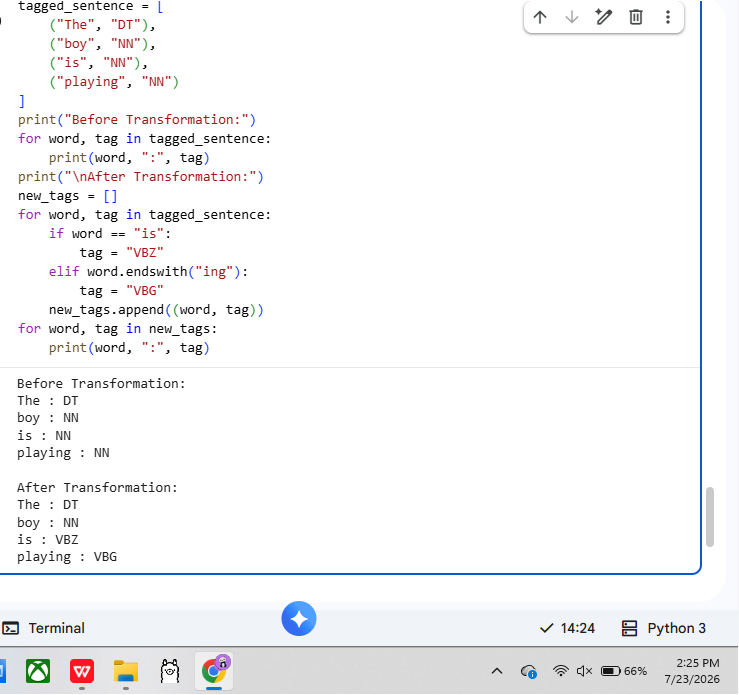 tagged_sentence = [
    ("The", "DT"),
    ("boy", "NN"),
    ("is", "NN"),
    ("playing", "NN")
]
print("Before Transformation:")
for word, tag in tagged_sentence:
    print(word, ":", tag)
print("\nAfter Transformation:")
new_tags = []
for word, tag in tagged_sentence:
    if word == "is":
        tag = "VBZ"
    elif word.endswith("ing"):
        tag = "VBG"
    new_tags.append((word, tag))
for word, tag in new_tags:
    print(word, ":", tag)
Before Transformation:
The : DT
boy : NN
is : NN
playing : NN

After Transformation:
The : DT
boy : NN
is : VBZ
playing : VBG
Terminal
14:24
Python 3
W
66%
2:25 PM
7/23/2026